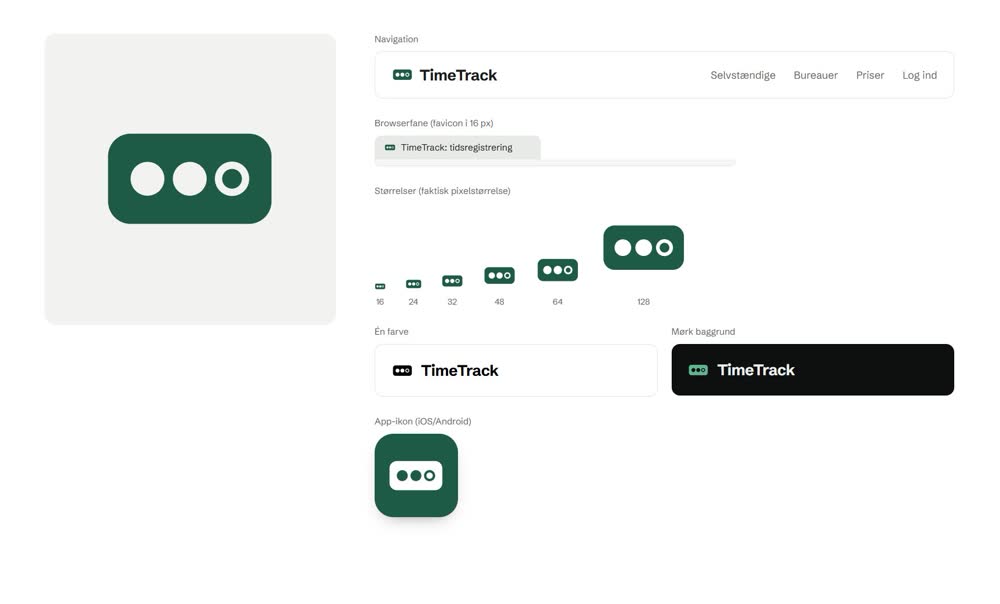 Navigation
TimeTrack
Selvstændige Bureauer Priser Log ind
Browserfane (favicon i 16 px)
TimeTrack: tidsregistrering
Størrelser (faktisk pixelstørrelse)
16 24 32 48 64 128
Én farve
TimeTrack
Mørk baggrund
TimeTrack
App-ikon (iOS/Android)